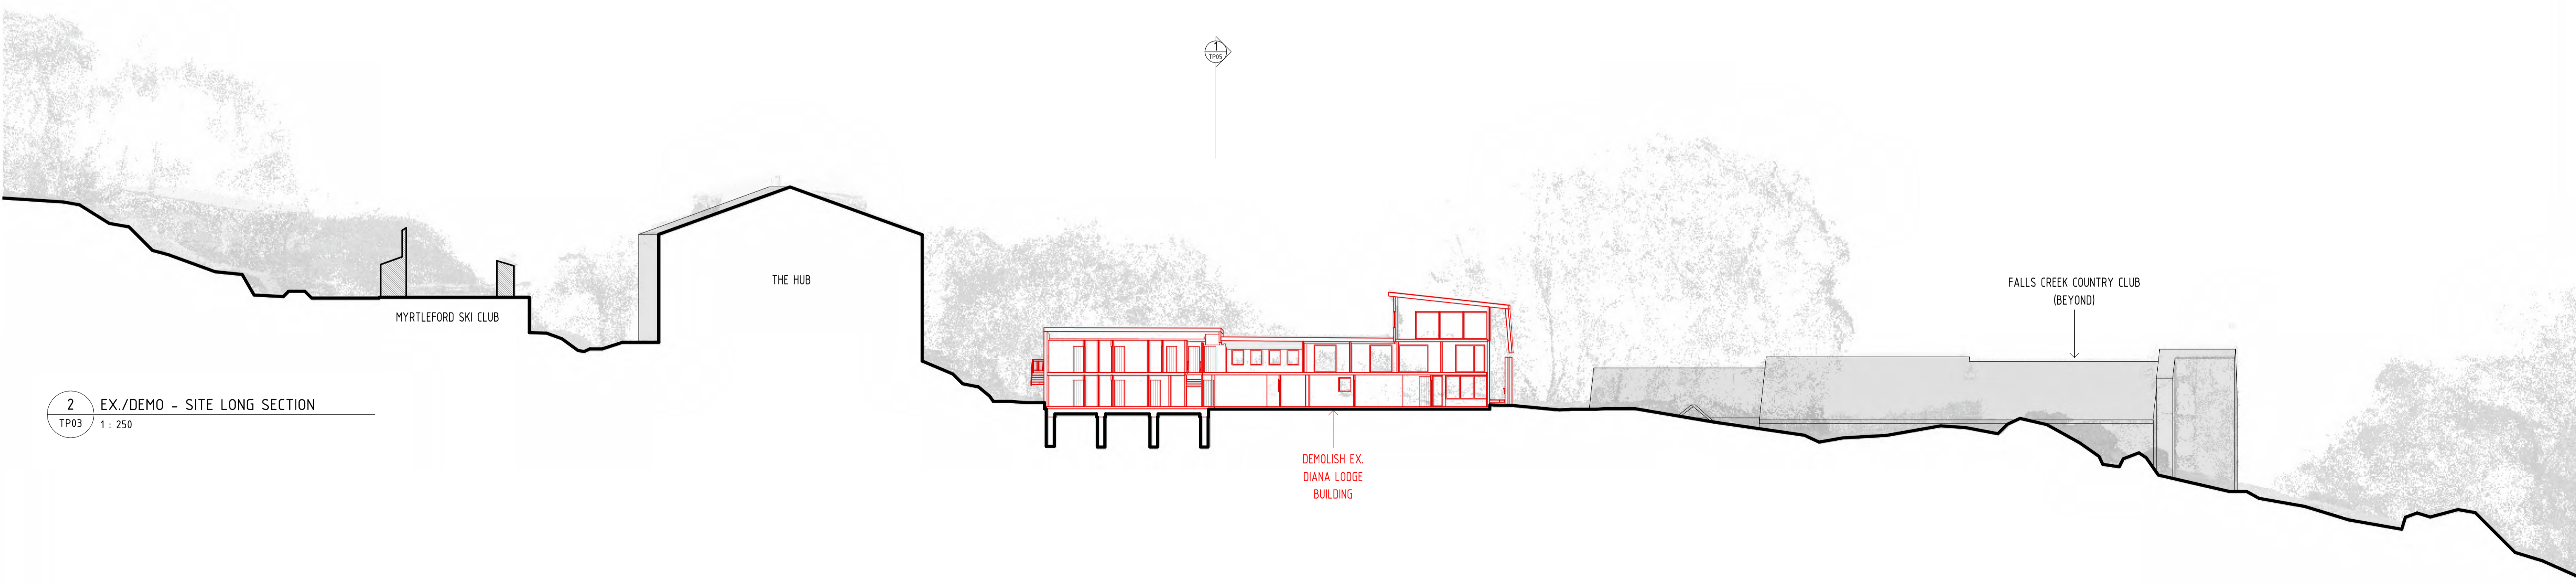 1
TP05
THE HUB
MYRTLEFORD SKI CLUB
FALLS CREEK COUNTRY CLUB
(BEYOND)
2
TP03
EX./DEMO - SITE LONG SECTION
1 : 250
DEMOLISH EX.
DIANA LODGE
BUILDING